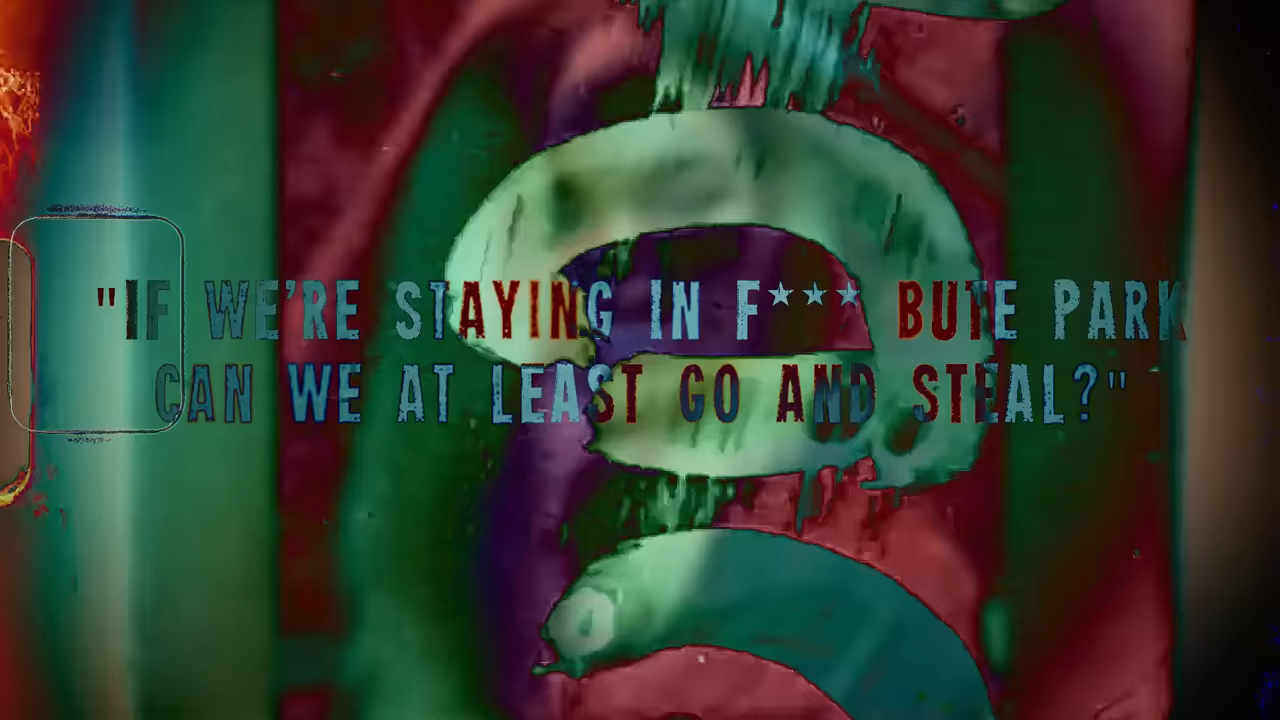 "IF WE'RE STAYING IN F*** BUTE PARK
CAN WE AT LEAST GO AND STEAL?"